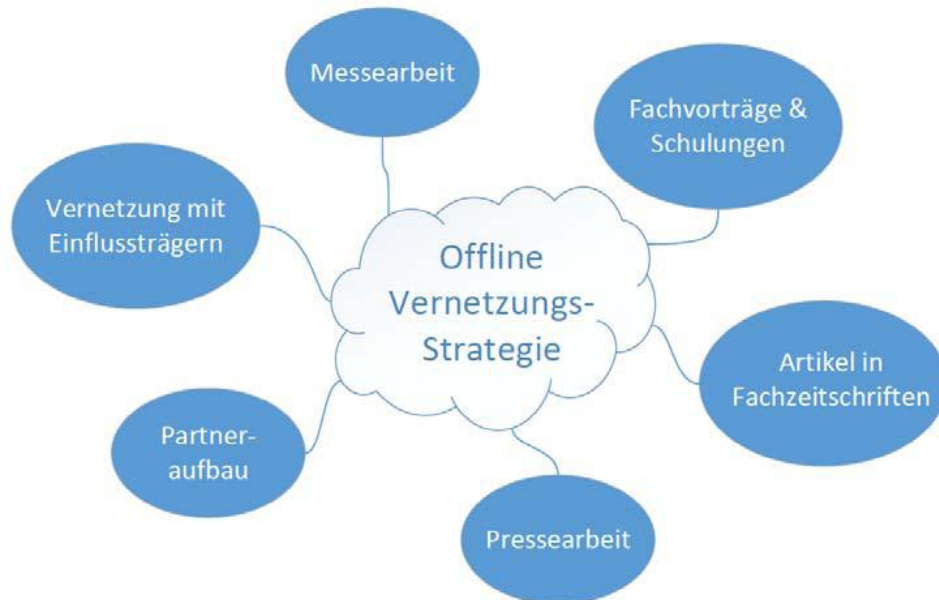 Messearbeit
Fachvorträge &
Schulungen
Vernetzung mit
Einflussträgern
Offline
Vernetzungs-
Strategie
Artikel in
Fachzeitschriften
Partner-
aufbau
Pressearbeit